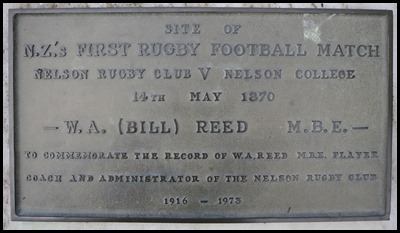 SITE OF
N.Z.'s FIRST RUGBY FOOTBALL MATCH
NELSON RUGBY CLUB V NELSON COLLEGE
14TH MAY 1870
— W.A. (BILL) REED M.B.E. —
TO COMMEMORATE THE RECORD OF W.A. REED M.B.E. PLAYER
COACH AND ADMINISTRATOR OF THE NELSON RUGBY CLUB
1916 — 1973